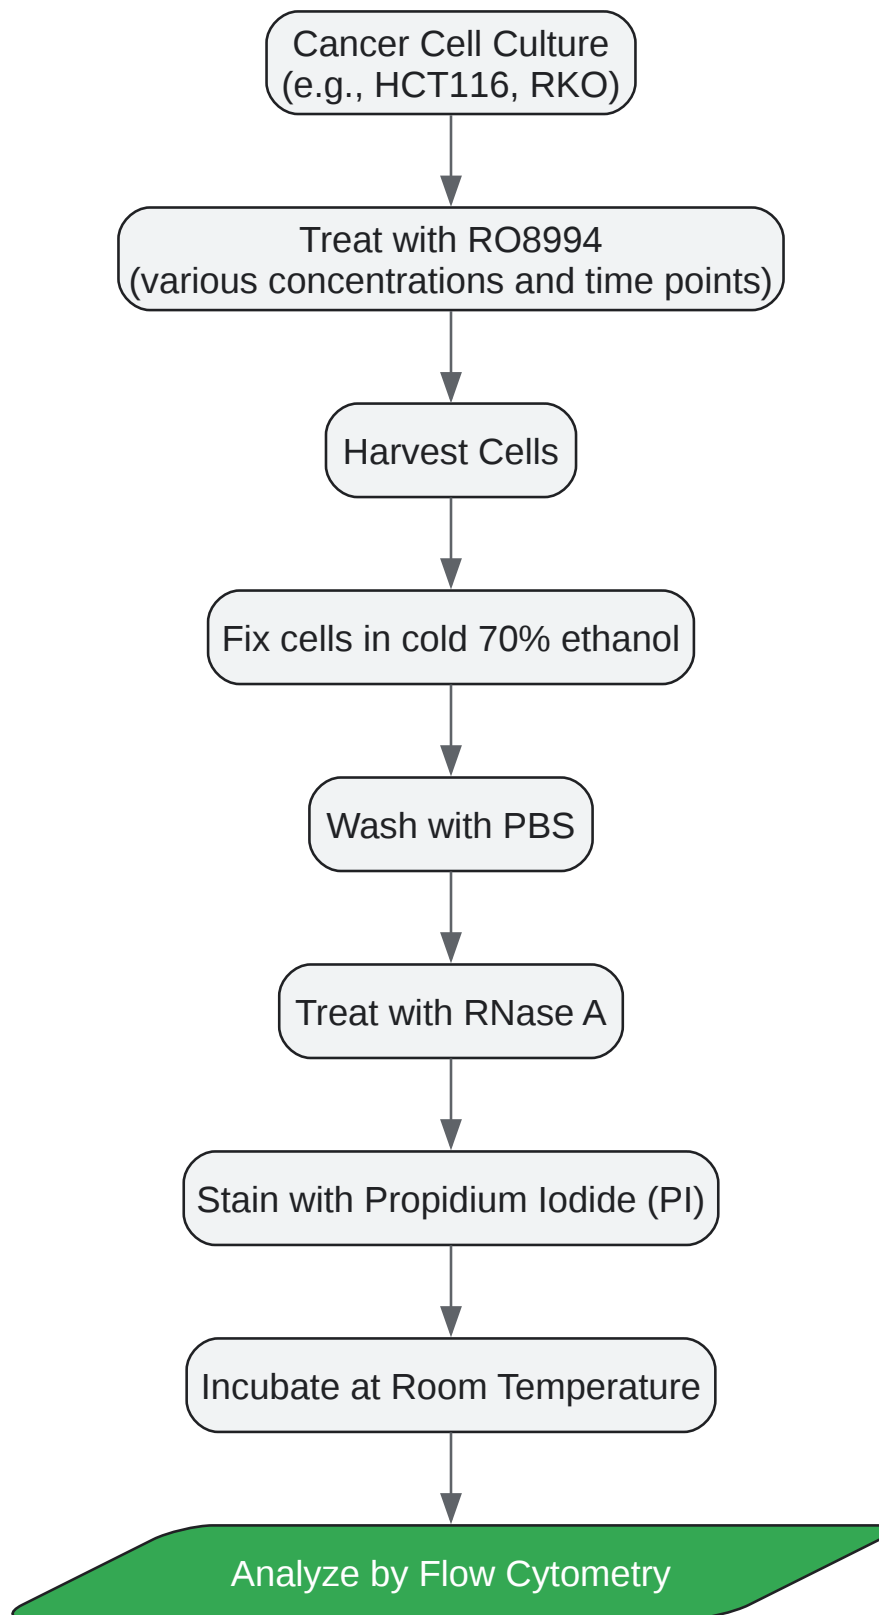 Cancer Cell Culture
(e.g., HCT116, RKO)
Treat with RO8994
(various concentrations and time points)
Harvest Cells
Fix cells in cold 70% ethanol
Wash with PBS
Treat with RNase A
Stain with Propidium Iodide (PI)
Incubate at Room Temperature
Analyze by Flow Cytometry